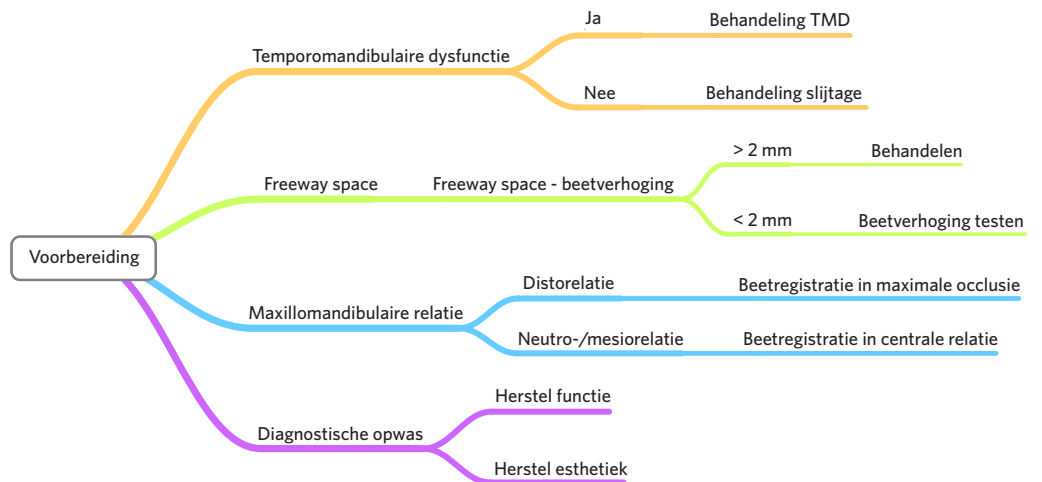 Ja
Behandeling TMD
Temporomandibulaire dysfunctie
Nee
Behandeling slijtage
> 2 mm
Behandelen
Freeway space
Freeway space - beetverhoging
< 2 mm
Beetverhoging testen
Voorbereiding
Distorelatie
Beetregistratie in maximale occlusie
Maxillomandibulaire relatie
Neutro-/mesiorelatie
Beetregistratie in centrale relatie
Herstel functie
Diagnostische opwas
Herstel esthetiek